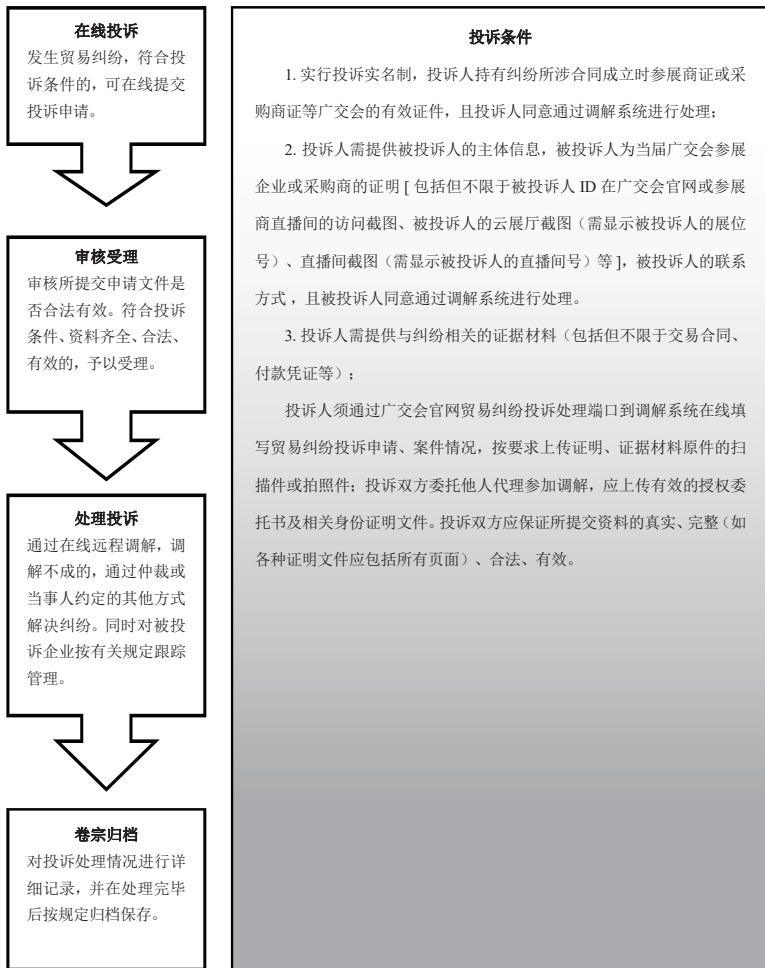 在线投诉
发生贸易纠纷，符合投
诉条件的，可在线提交
投诉申请。
审核受理
审核所提交申请文件是
否合法有效。符合投诉
条件、资料齐全、合法、
有效的，予以受理。
处理投诉
通过在线远程调解，调
解不成的，通过仲裁或
当事人约定的其他方式
解决纠纷。同时对被投
诉企业按有关规定跟踪
管理。
卷宗归档
对投诉处理情况进行详
细记录，并在处理完毕
后按规定归档保存。
投诉条件
1. 实行投诉实名制，投诉人持有纠纷所涉合同成立时参展商证或采
购商证等广交会的有效证件，且投诉人同意通过调解系统进行处理；
2. 投诉人需提供被投诉人的主体信息，被投诉人为当届广交会参展
企业或采购商的证明 [ 包括但不限于被投诉人 ID 在广交会官网或参展
商直播间的访问截图、被投诉人的云展厅截图（需显示被投诉人的展位
号）、直播间截图（需显示被投诉人的直播间号）等 ]，被投诉人的联系
方式 ，且被投诉人同意通过调解系统进行处理。
3. 投诉人需提供与纠纷相关的证据材料（包括但不限于交易合同、
付款凭证等）；
投诉人须通过广交会官网贸易纠纷投诉处理端口到调解系统在线填
写贸易纠纷投诉申请、案件情况，按要求上传证明、证据材料原件的扫
描件或拍照件；投诉双方委托他人代理参加调解，应上传有效的授权委
托书及相关身份证明文件。投诉双方应保证所提交资料的真实、完整（如
各种证明文件应包括所有页面）、合法、有效。